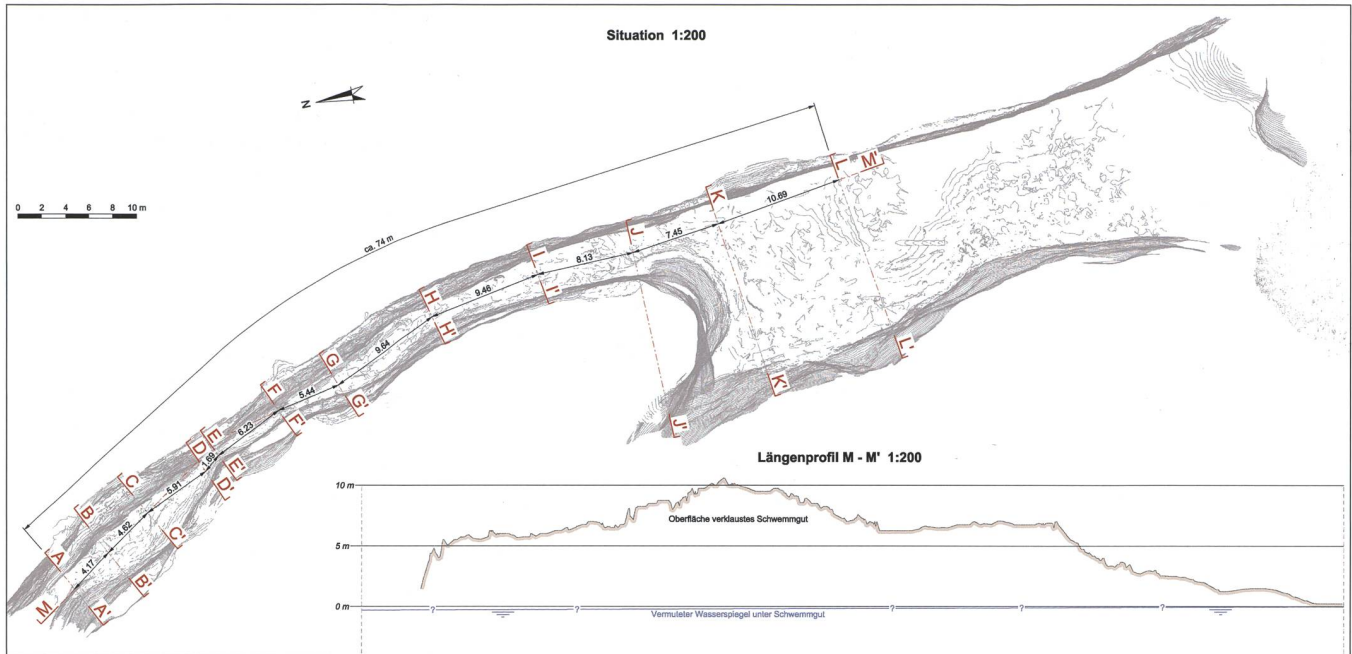 Situation 1:200
N
0 2 4 6 8 10 m
ca. 74 m
A
B
C
D
E
F
G
H
I
J
K
L
M'
4.17
4.62
5.91
1.69
6.23
5.44
9.64
9.46
8.13
7.45
10.69
M
A'
B'
C'
D'
E'
F'
G'
H'
I'
J'
K'
L'
Längenprofil M - M' 1:200
10 m
Oberfläche verklaustes Schwemmgut
5 m
0 m
? ? ? ? ?
Vermuteter Wasserspiegel unter Schwemmgut